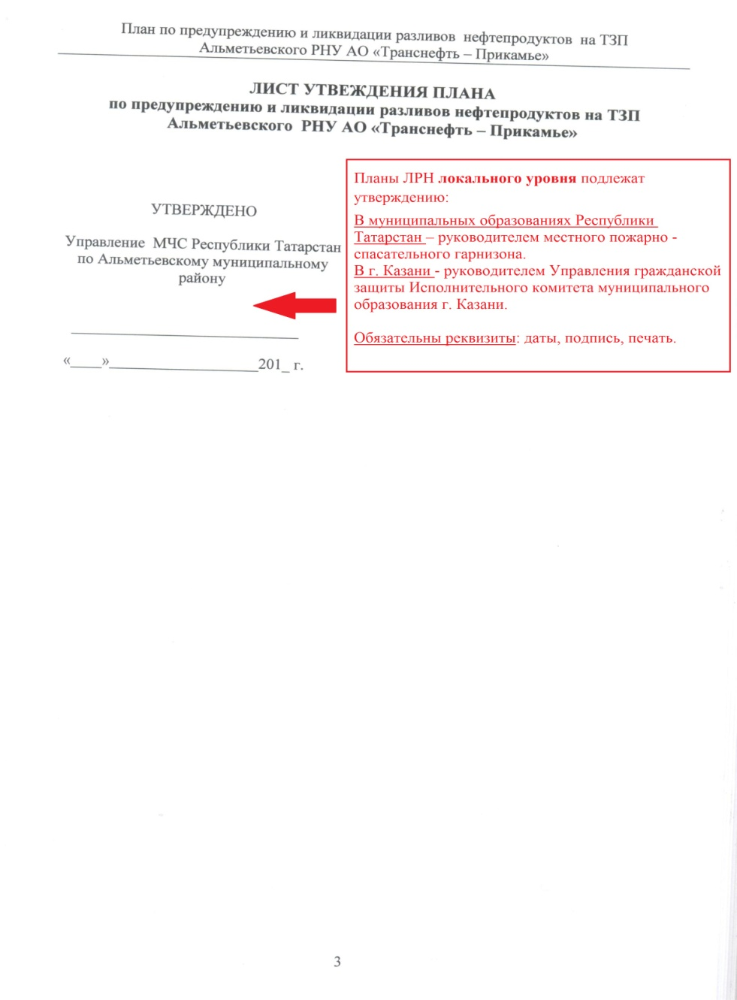 План по предупреждению и ликвидации разливов нефтепродуктов на ТЗП
Альметьевского РНУ АО «Транснефть – Прикамье»
ЛИСТ УТВЕЖДЕНИЯ ПЛАНА
по предупреждению и ликвидации разливов нефтепродуктов на ТЗП
Альметьевского РНУ АО «Транснефть – Прикамье»
УТВЕРЖДЕНО
Управление МЧС Республики Татарстан
по Альметьевскому муниципальному
району
«____»___________________201_ г.
Планы ЛРН локального уровня подлежат
утверждению:
В муниципальных образованиях Республики
Татарстан – руководителем местного пожарно -
спасательного гарнизона.
В г. Казани - руководителем Управления гражданской
защиты Исполнительного комитета муниципального
образования г. Казани.
Обязательны реквизиты: даты, подпись, печать.
3